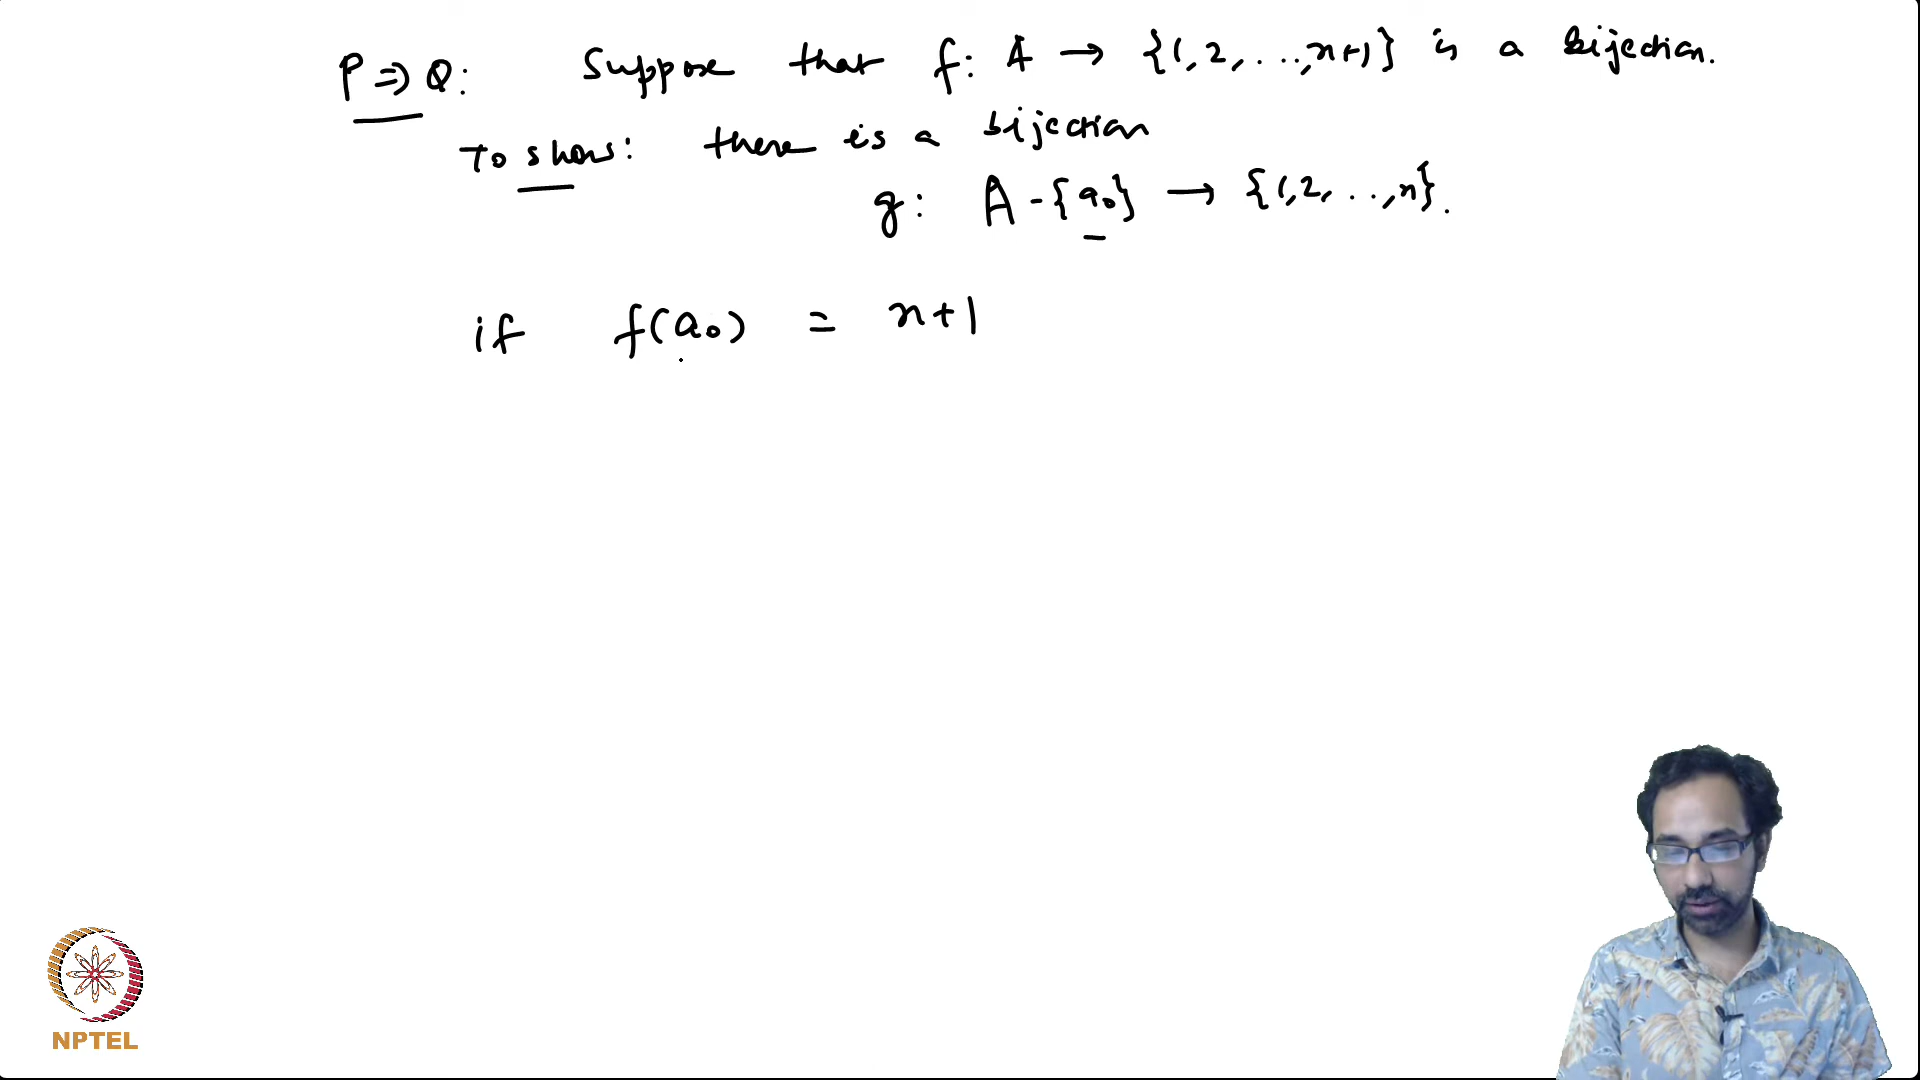 P ⇒ Q: Suppose that f: A → {1, 2, . . ., n+1} is a bijection.
To show: there is a bijection
g: A - {a₀} → {1, 2, . . ., n}.
if f(a₀) = n+1
NPTEL